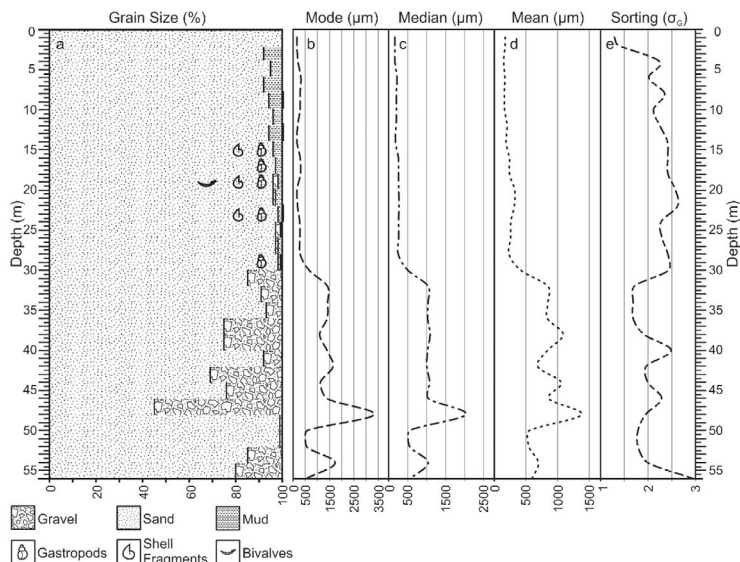 Grain Size (%) Mode (µm) Median (µm) Mean (µm) Sorting (σG)
a b c d e
0 5 10 15 20 25 30 35 40 45 50 55
Depth (m)
0 5 10 15 20 25 30 35 40 45 50 55
Depth (m)
0 20 40 60 80 100
0 500 1500 2500 3000 3500
500 1500 2500
0 500 1000 1500
1 2 3
Gravel Sand Mud
Gastropods Shell Fragments Bivalves